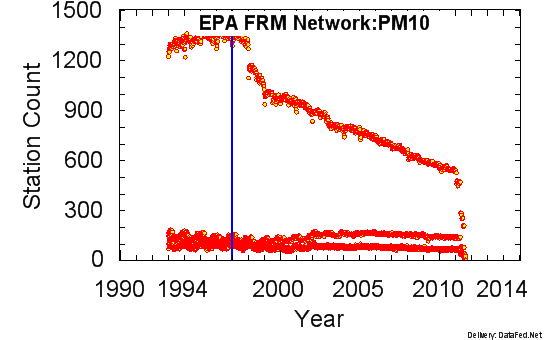 EPA FRM Network:PM10
1500
1200
900
600
300
0
Station Count
1990 1994 2000 2005 2010 2014
Year
Delivery: DataFed.Net